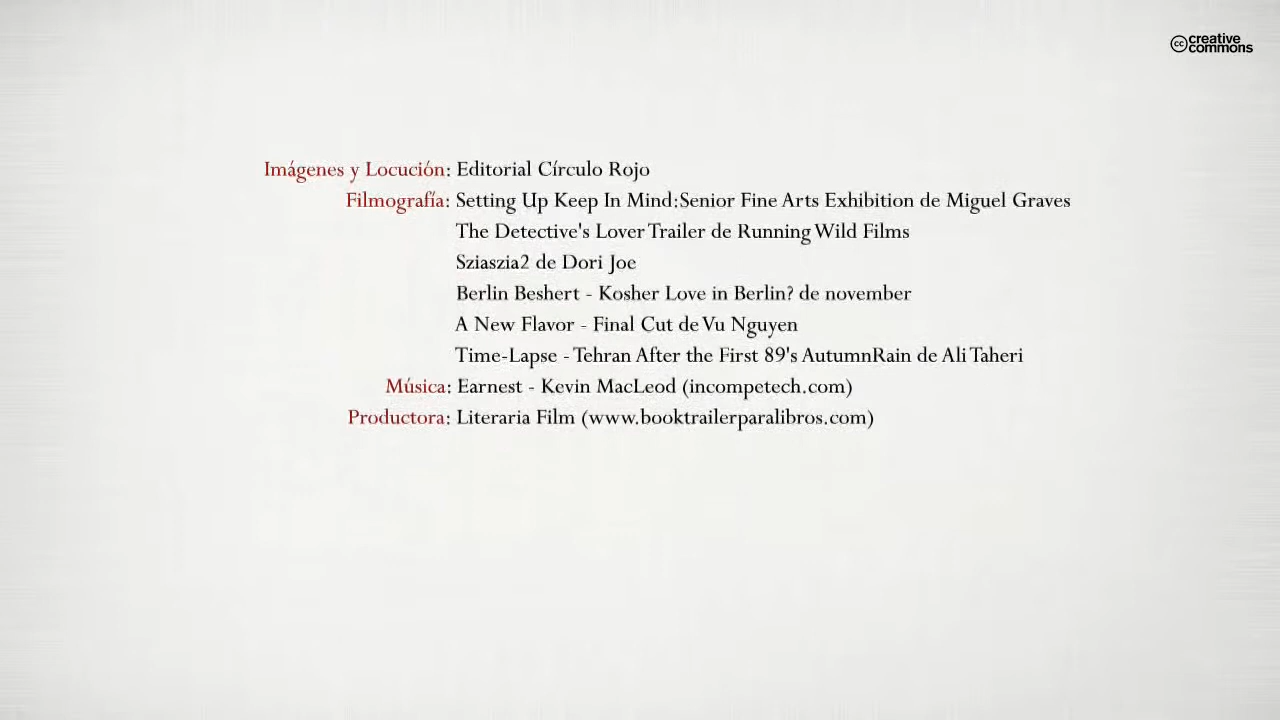 cc creative
commons
Imágenes y Locución: Editorial Círculo Rojo
Filmografía: Setting Up Keep In Mind:Senior Fine Arts Exhibition de Miguel Graves
The Detective's Lover Trailer de Running Wild Films
Sziaszia2 de Dori Joe
Berlin Beshert - Kosher Love in Berlin? de november
A New Flavor - Final Cut de Vu Nguyen
Time-Lapse - Tehran After the First 89's AutumnRain de Ali Taheri
Música: Earnest - Kevin MacLeod (incompetech.com)
Productora: Literaria Film (www.booktrailerparalibros.com)